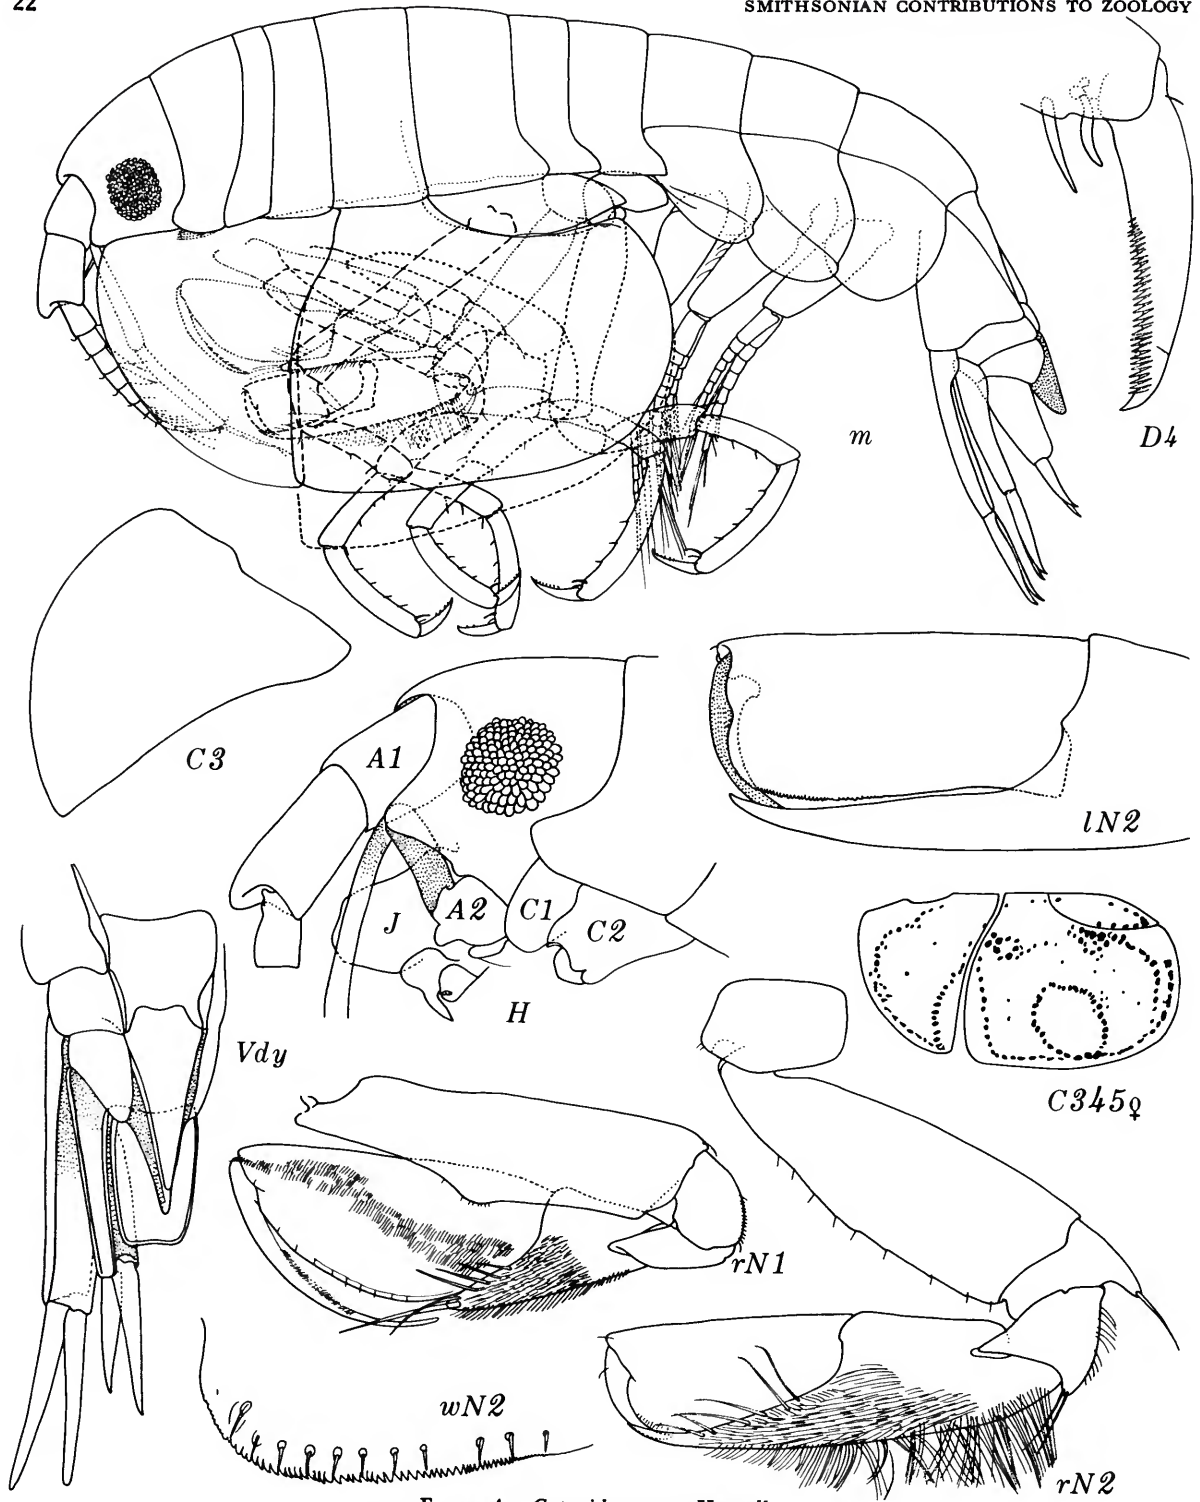 22
SMITHSONIAN CONTRIBUTIONS TO ZOOLOGY
m
D4
C3
A1
lN2
J
A2
C1
C2
H
Vdy
C345♀
rN1
wN2
rN2